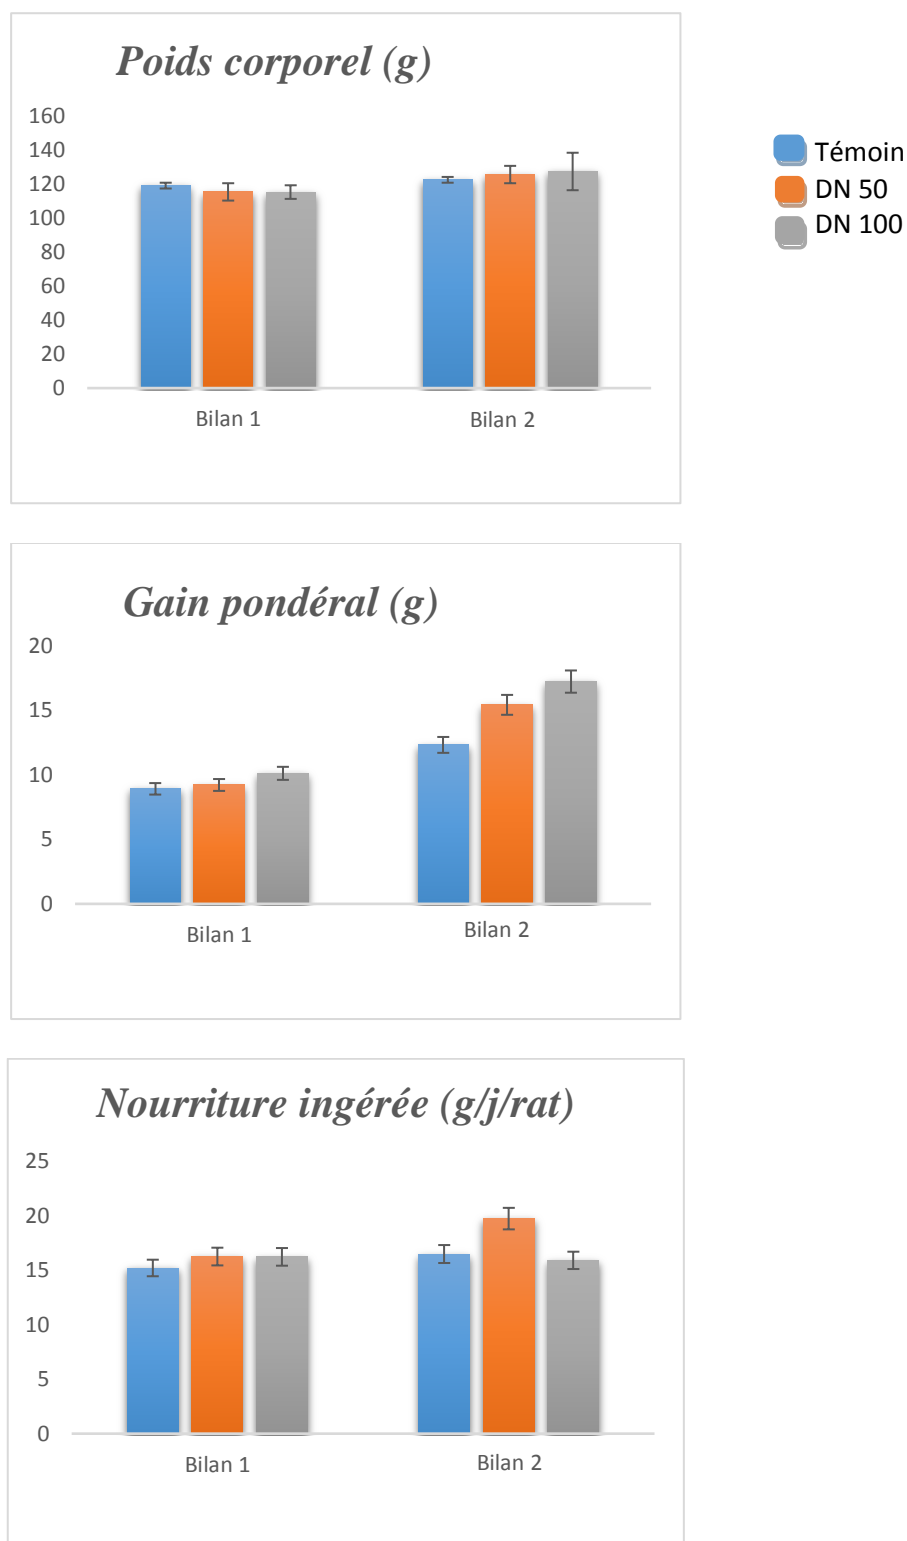 Poids corporel (g)
160
140
120
100
80
60
40
20
0
Bilan 1
Bilan 2
Témoin
DN 50
DN 100
Gain pondéral (g)
20
15
10
5
0
Bilan 1
Bilan 2
Nourriture ingérée (g/j/rat)
25
20
15
10
5
0
Bilan 1
Bilan 2